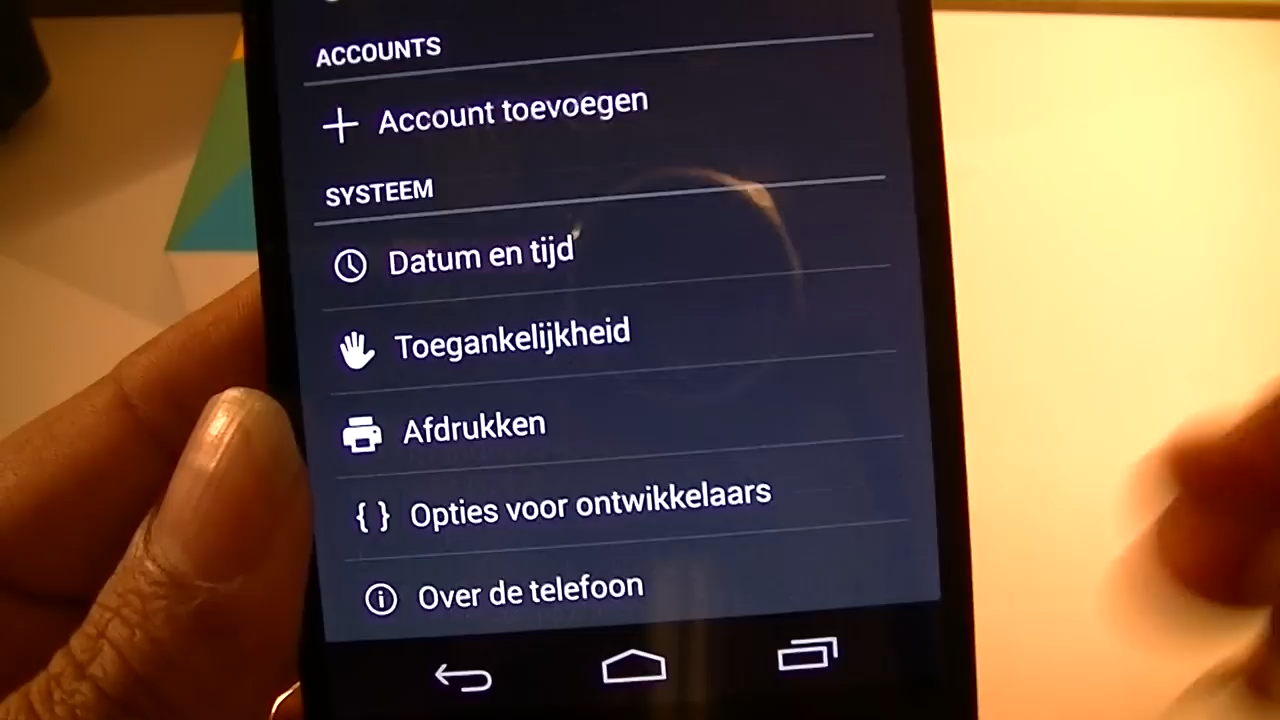 ACCOUNTS
Account toevoegen
SYSTEEM
Datum en tijd
Toegankelijkheid
Afdrukken
{ } Opties voor ontwikkelaars
Over de telefoon